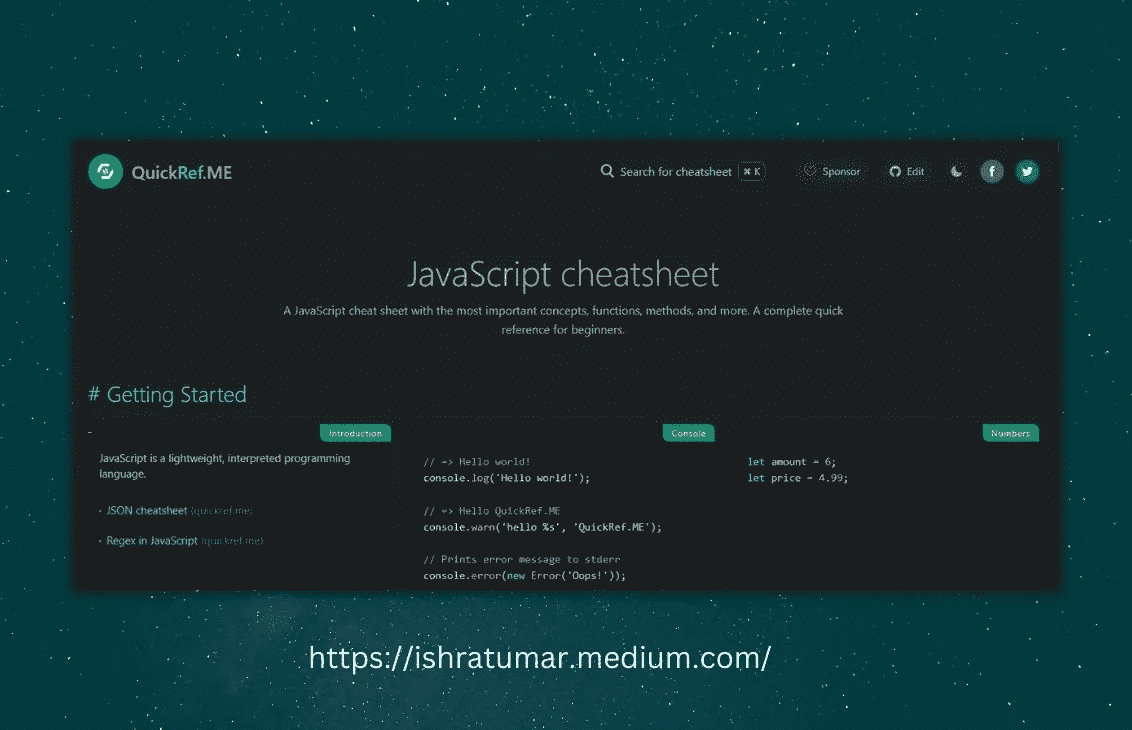 QuickRef.ME
Search for cheatsheet ⌘ K
Sponsor
Edit
JavaScript cheatsheet
A JavaScript cheat sheet with the most important concepts, functions, methods, and more. A complete quick
reference for beginners.
# Getting Started
Introduction
JavaScript is a lightweight, interpreted programming
language.
JSON cheatsheet (quickref.me)
Regex in JavaScript (quickref.me)
Console
// => Hello world!
console.log('Hello world!');
// => Hello QuickRef.ME
console.warn('hello %s', 'QuickRef.ME');
// Prints error message to stderr
console.error(new Error('Oops!'));
Numbers
let amount = 6;
let price = 4.99;
https://ishratumar.medium.com/